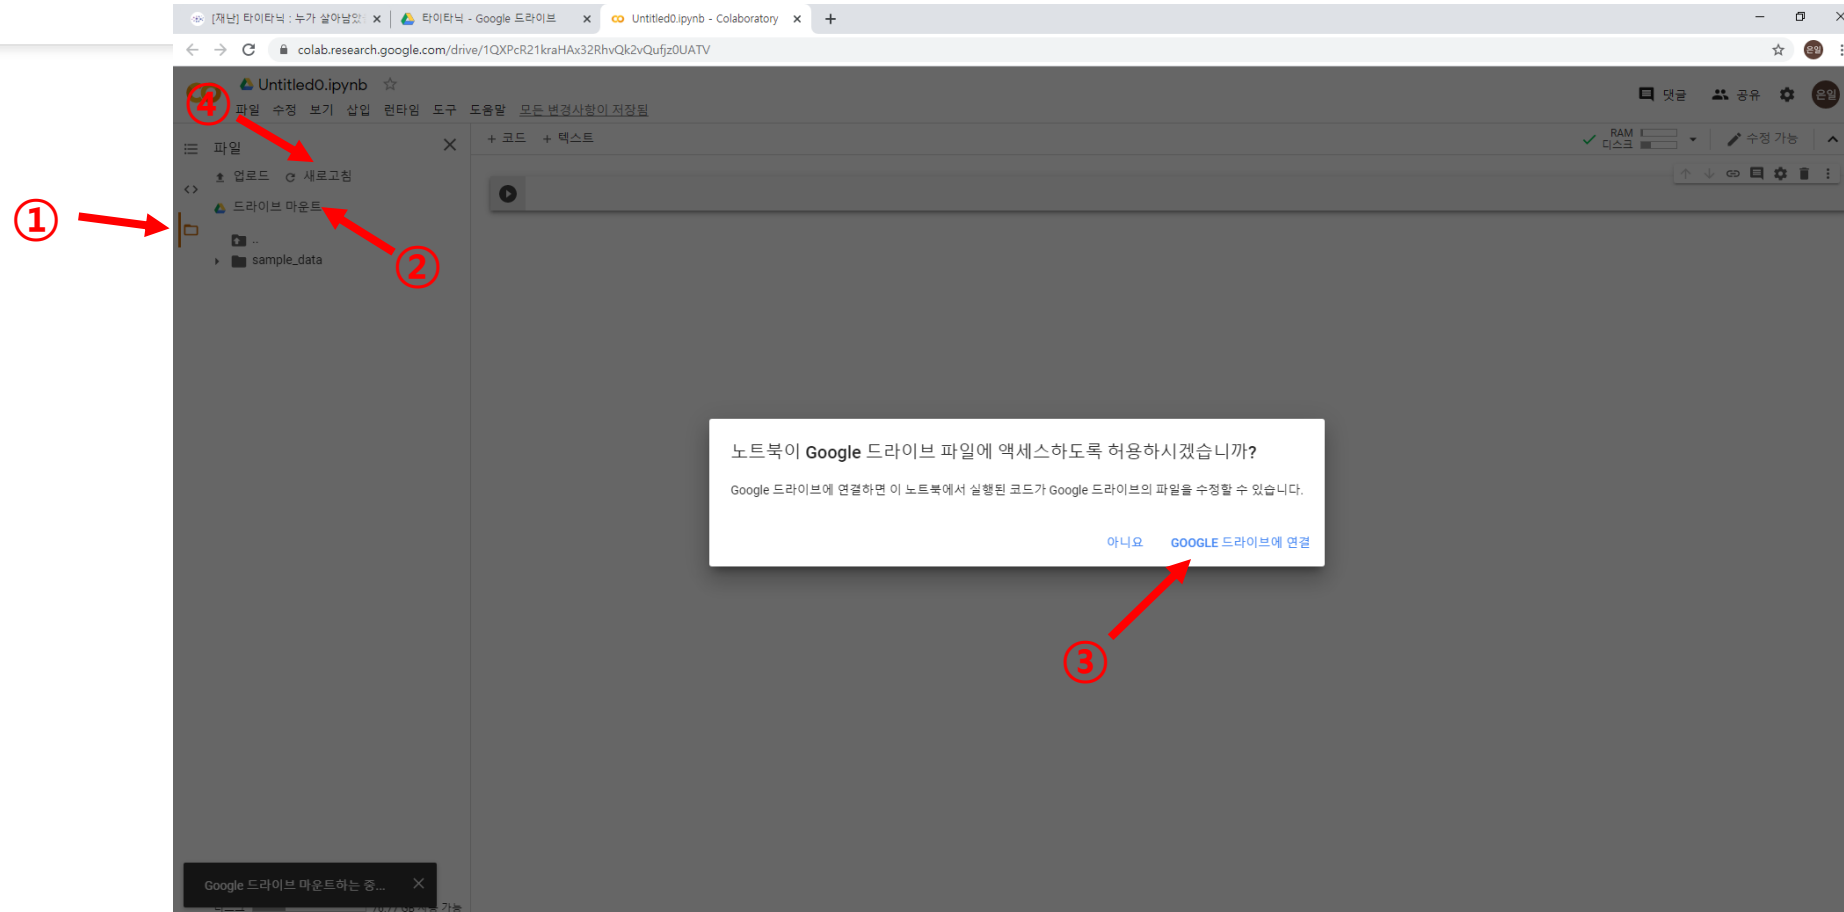 [재난] 타이타닉 : 누가 살아남았
타이타닉 - Google 드라이브
Untitled0.ipynb - Colaboratory
colab.research.google.com/drive/1QXPcR21kraHAx32RhvQk2vQufjz0UATV
은일
Untitled0.ipynb
④
파일 수정 보기 삽입 런타임 도구 도움말 모든 변경사항이 저장됨
댓글 공유 은일
파일
+ 코드 + 텍스트
RAM
디스크
수정 가능
업로드 새로고침
드라이브 마운트
①
..
sample_data
②
노트북이 Google 드라이브 파일에 액세스하도록 허용하시겠습니까?
Google 드라이브에 연결하면 이 노트북에서 실행된 코드가 Google 드라이브의 파일을 수정할 수 있습니다.
아니요 GOOGLE 드라이브에 연결
③
Google 드라이브 마운트하는 중...
가능